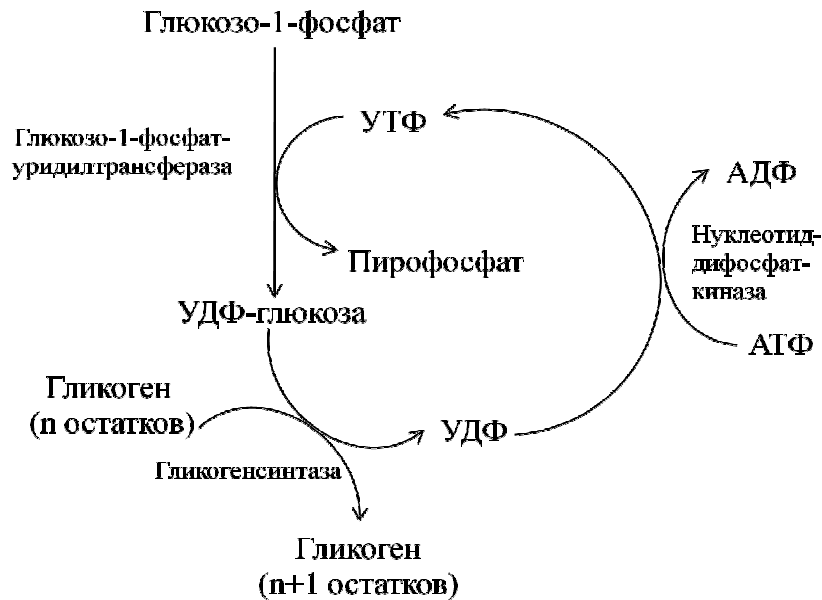 Глюкозо-1-фосфат
УТФ
Глюкозо-1-фосфат-
уридилтрансфераза
АДФ
Нуклеотид-
дифосфат-
киназа
Пирофосфат
УДФ-глюкоза
АТФ
Гликоген
(n остатков)
УДФ
Гликогенсинтаза
Гликоген
(n+1 остатков)